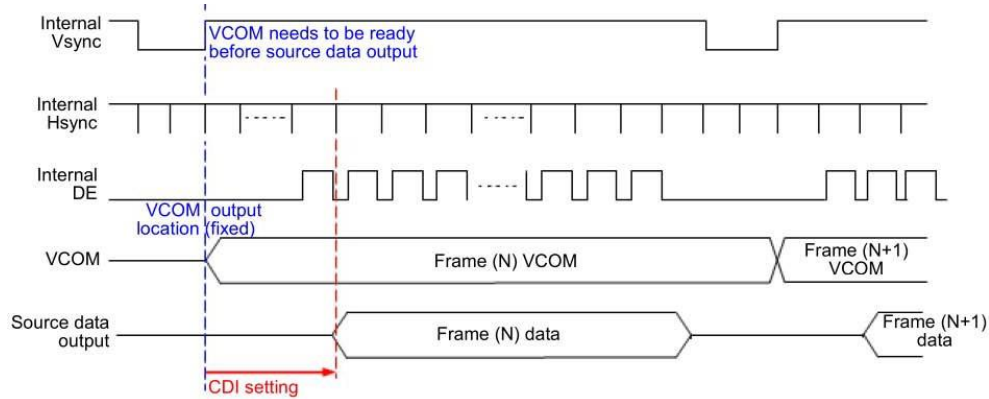 Internal
Vsync
VCOM needs to be ready
before source data output
Internal
Hsync
Internal
DE
VCOM output
location (fixed)
VCOM
Frame (N) VCOM
Frame (N+1)
VCOM
Source data
output
Frame (N) data
Frame (N+1)
data
CDI setting